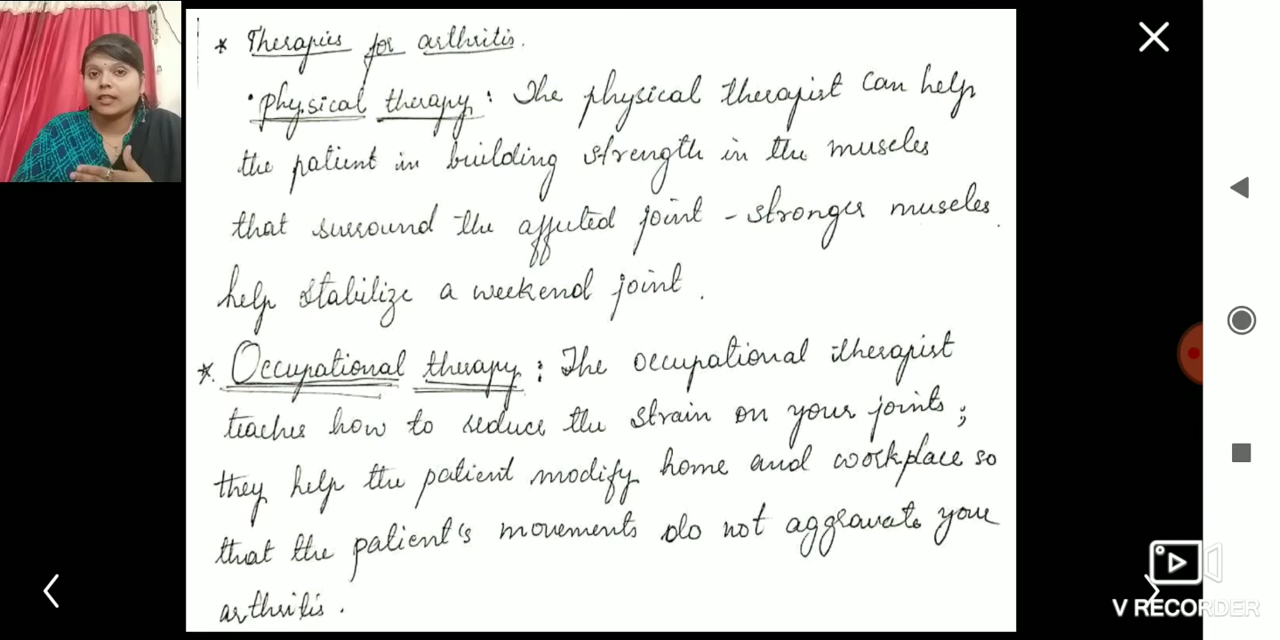 * Therapies for arthritis.
• Physical therapy : The physical therapist can help
the patient in building strength in the muscles
that surround the affected joint - stronger muscles
help stabilize a weekend joint .
* Occupational therapy : The occupational therapist
teaches how to reduce the strain on your joints ;
they help the patient modify home and workplace so
that the patient's movements do not aggravate your
arthritis .
V RECORDER